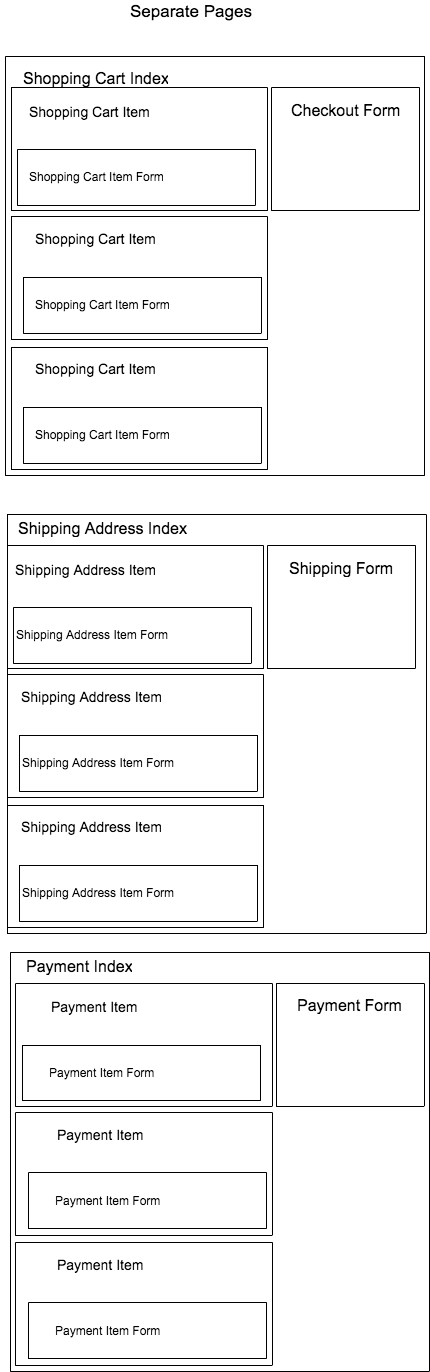 Separate Pages
Shopping Cart Index
Shopping Cart Item
Checkout Form
Shopping Cart Item Form
Shopping Cart Item
Shopping Cart Item Form
Shopping Cart Item
Shopping Cart Item Form
Shipping Address Index
Shipping Address Item
Shipping Form
Shipping Address Item Form
Shipping Address Item
Shipping Address Item Form
Shipping Address Item
Shipping Address Item Form
Payment Index
Payment Item
Payment Form
Payment Item Form
Payment Item
Payment Item Form
Payment Item
Payment Item Form